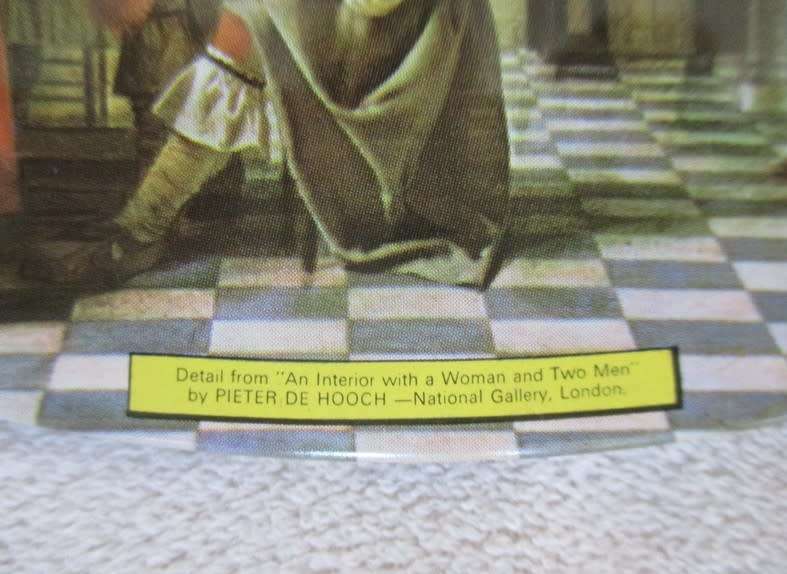 Detail from "An Interior with a Woman and Two Men"
by PIETER DE HOOCH —National Gallery, London.